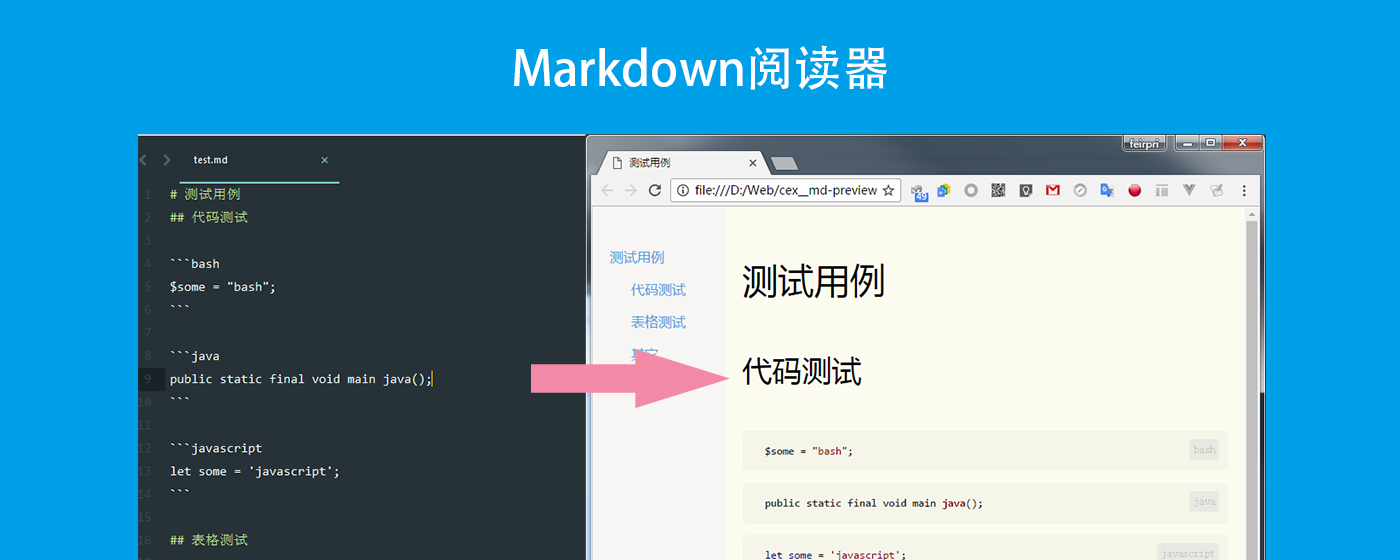 Markdown阅读器
test.md
1 # 测试用例
2 ## 代码测试
3
4 ```bash
5 $some = "bash";
6 ```
7
8 ```java
9 public static final void main java();
10 ```
11
12 ```javascript
13 let some = 'javascript';
14 ```
15
16 ## 表格测试
feirpri
测试用例
file:///D:/Web/cex__md-preview
49
测试用例
代码测试
表格测试
测试用例
代码测试
$some = "bash";
bash
public static final void main java();
java
let some = 'javascript';
javascript